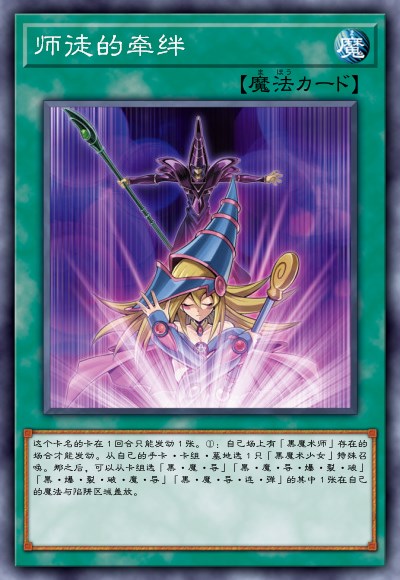 师徒的牵绊
魔
【魔法カード】
ま ほう
这个卡名的卡在1回合只能发动1张。①：自己场上有「黑魔术师」存在的
场合才能发动。从自己的手卡·卡组·墓地选1只「黑魔术少女」特殊召
唤。那之后，可以从卡组选「黑·魔·导」「黑·魔·导·爆·裂·破」
「黑·爆·裂·破·魔·导」「黑·魔·导·连·弹」的其中1张在自己
的魔法与陷阱区域盖放。